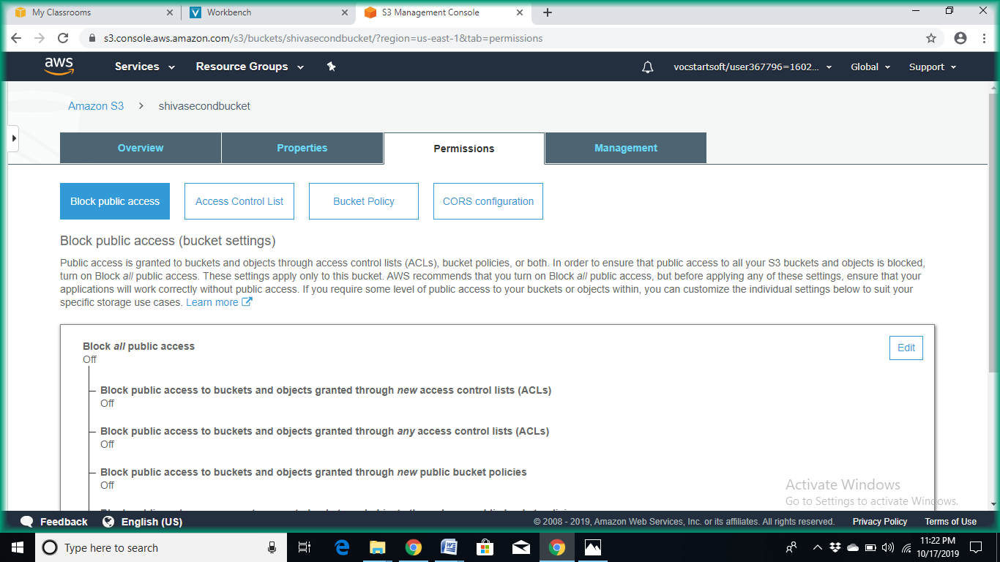 My Classrooms
Workbench
S3 Management Console
s3.console.aws.amazon.com/s3/buckets/shivasecondbucket/?region=us-east-1&tab=permissions
aws
Services
Resource Groups
vocstartsoft/user367796=1602...
Global
Support
Amazon S3 > shivasecondbucket
Overview
Properties
Permissions
Management
Block public access
Access Control List
Bucket Policy
CORS configuration
Block public access (bucket settings)
Public access is granted to buckets and objects through access control lists (ACLs), bucket policies, or both. In order to ensure that public access to all your S3 buckets and objects is blocked,
turn on Block all public access. These settings apply only to this bucket. AWS recommends that you turn on Block all public access, but before applying any of these settings, ensure that your
applications will work correctly without public access. If you require some level of public access to your buckets or objects within, you can customize the individual settings below to suit your
specific storage use cases. Learn more
Block all public access
Edit
Off
Block public access to buckets and objects granted through new access control lists (ACLs)
Off
Block public access to buckets and objects granted through any access control lists (ACLs)
Off
Block public access to buckets and objects granted through new public bucket policies
Off
Activate Windows
Go to Settings to activate Windows.
Feedback
English (US)
© 2008 - 2019, Amazon Web Services, Inc. or its affiliates. All rights reserved.
Privacy Policy
Terms of Use
Type here to search
11:22 PM
10/17/2019